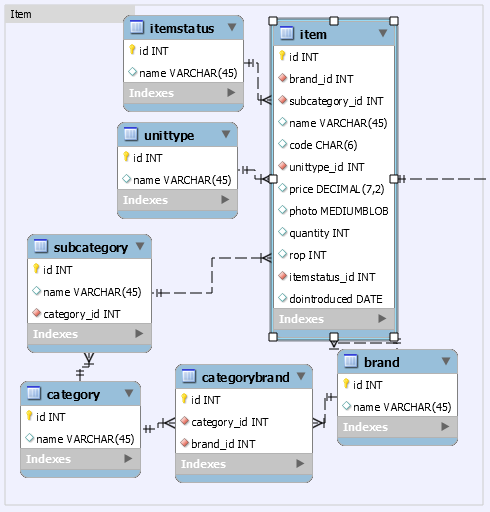 Item
itemstatus
id INT
name VARCHAR(45)
Indexes
item
id INT
brand_id INT
subcategory_id INT
name VARCHAR(45)
code CHAR(6)
unittype_id INT
price DECIMAL(7,2)
photo MEDIUMBLOB
quantity INT
rop INT
itemstatus_id INT
dointroduced DATE
Indexes
unittype
id INT
name VARCHAR(45)
Indexes
subcategory
id INT
name VARCHAR(45)
category_id INT
Indexes
category
id INT
name VARCHAR(45)
Indexes
categorybrand
id INT
category_id INT
brand_id INT
Indexes
brand
id INT
name VARCHAR(45)
Indexes